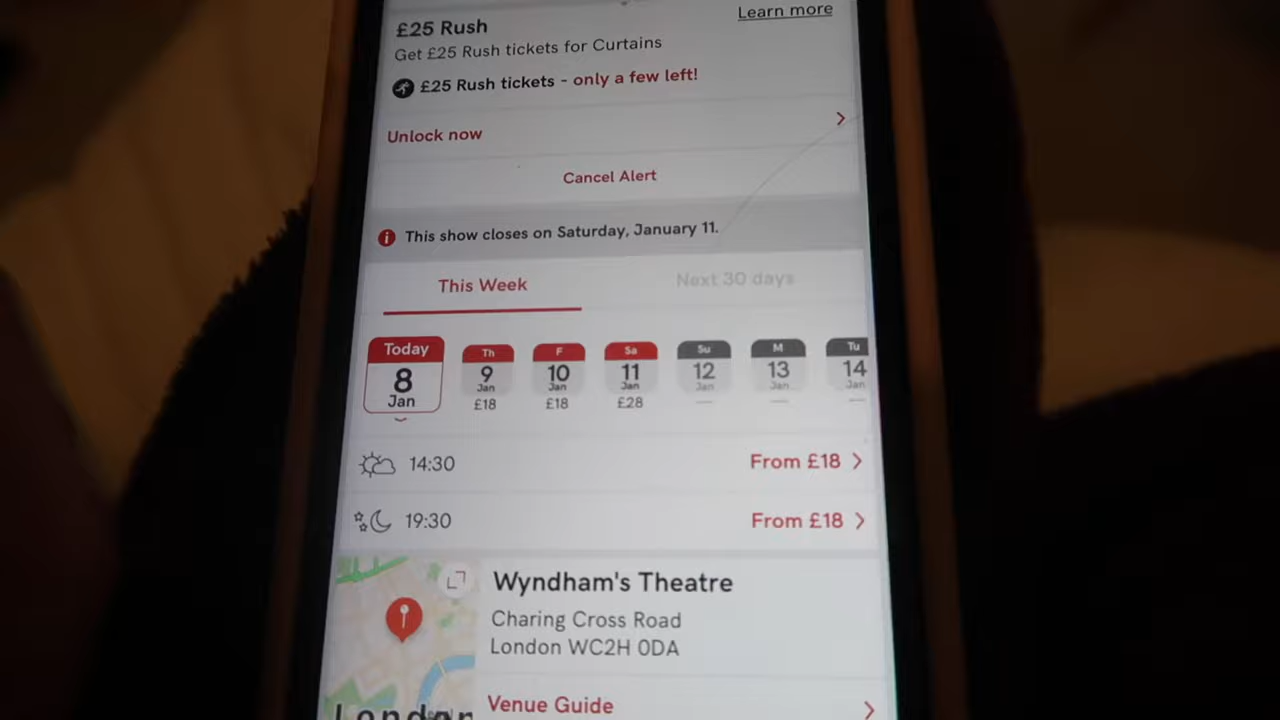 £25 Rush
Learn more
Get £25 Rush tickets for Curtains
£25 Rush tickets - only a few left!
Unlock now
Cancel Alert
This show closes on Saturday, January 11.
This Week
Next 30 days
Today
8
Jan
Th
9
Jan
£18
F
10
Jan
£18
Sa
11
Jan
£28
Su
12
Jan
M
13
Jan
Tu
14
Jan
14:30
From £18
19:30
From £18
Wyndham's Theatre
Charing Cross Road
London WC2H 0DA
Venue Guide
London